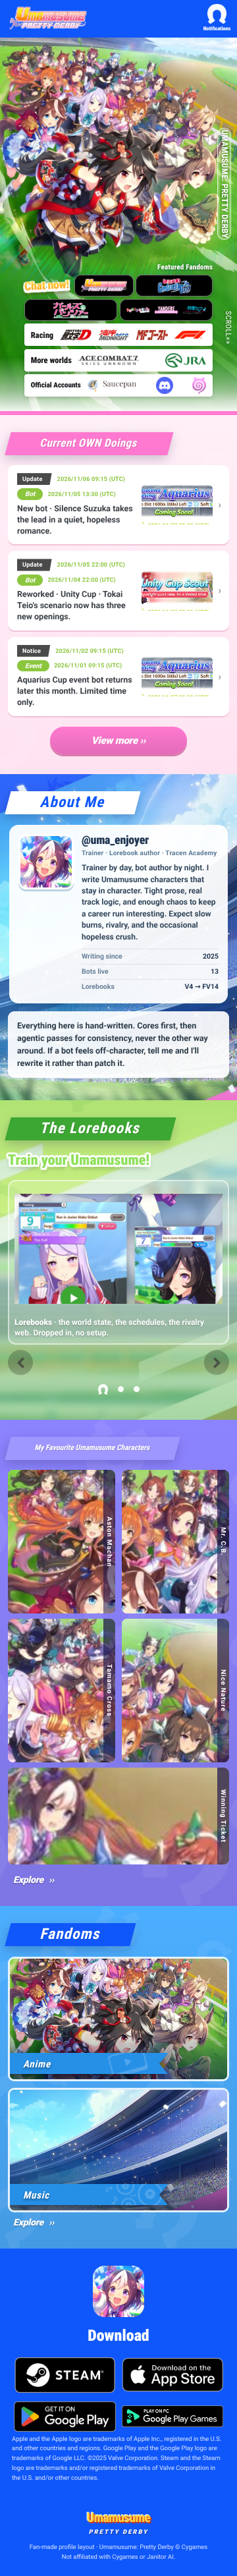 Umamusume
PRETTY DERBY
Notifications
UMAMUSUME PRETTY DERBY
Featured Fandoms
Chat now!
SCROLL>>
Racing
MFゴースト
F1
More worlds
ACE COMBAT 7
SKIES UNKNOWN
JRA
Official Accounts
Saucepan
Current OWN Doings
Update
2026/11/06 09:15 (UTC)
Bot
2026/11/05 13:30 (UTC)
New bot · Silence Suzuka takes
the lead in a quiet, hopeless
romance.
Aquarius
Coming Soon!
Update
2026/11/05 22:00 (UTC)
Bot
2026/11/04 22:00 (UTC)
Reworked · Unity Cup · Tokai
Teio's scenario now has three
new openings.
Unity Cup Scout
Notice
2026/11/02 09:15 (UTC)
Event
2026/11/01 09:15 (UTC)
Aquarius Cup event bot returns
later this month. Limited time
only.
Aquarius
Coming Soon!
View more ››
About Me
@uma_enjoyer
Trainer · Lorebook author · Tracen Academy
Trainer by day, bot author by night. I
write Umamusume characters that
stay in character. Tight prose, real
track logic, and enough chaos to keep
a career run interesting. Expect slow
burns, rivalry, and the occasional
hopeless crush.
Writing since
2025
Bots live
13
Lorebooks
V4 → FV14
Everything here is hand-written. Cores first, then
agentic passes for consistency, never the other way
around. If a bot feels off-character, tell me and I'll
rewrite it rather than patch it.
The Lorebooks
Train your Umamusume!
Lorebooks · the world state, the schedules, the rivalry
web. Dropped in, no setup.
My Favourite Umamusume Characters
Aston Machan
Mr. C.B.
Tamamo Cross
Nice Nature
Winning Ticket
Explore ››
Fandoms
Anime
Music
Explore ››
Download
STEAM
Download on the
App Store
GET IT ON
Google Play
PLAY ON PC
Google Play Games
Apple and the Apple logo are trademarks of Apple Inc., registered in the U.S.
and other countries and regions. Google Play and the Google Play logo are
trademarks of Google LLC. ©2025 Valve Corporation. Steam and the Steam
logo are trademarks and/or registered trademarks of Valve Corporation in
the U.S. and/or other countries.
Umamusume
PRETTY DERBY
Fan-made profile layout · Umamusume: Pretty Derby © Cygames
Not affiliated with Cygames or Janitor AI.